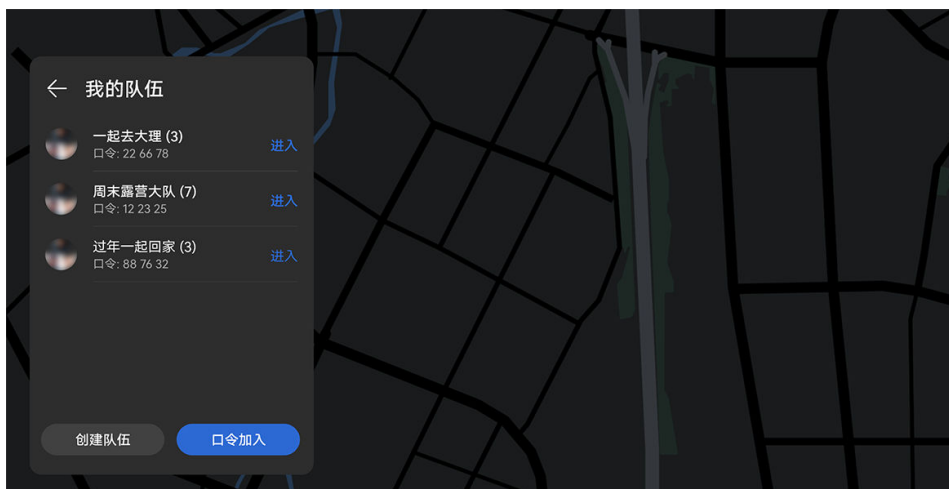 我的队伍
一起去大理 (3)
口令: 22 66 78
进入
周末露营大队 (7)
口令: 12 23 25
进入
过年一起回家 (3)
口令: 88 76 32
进入
创建队伍
口令加入